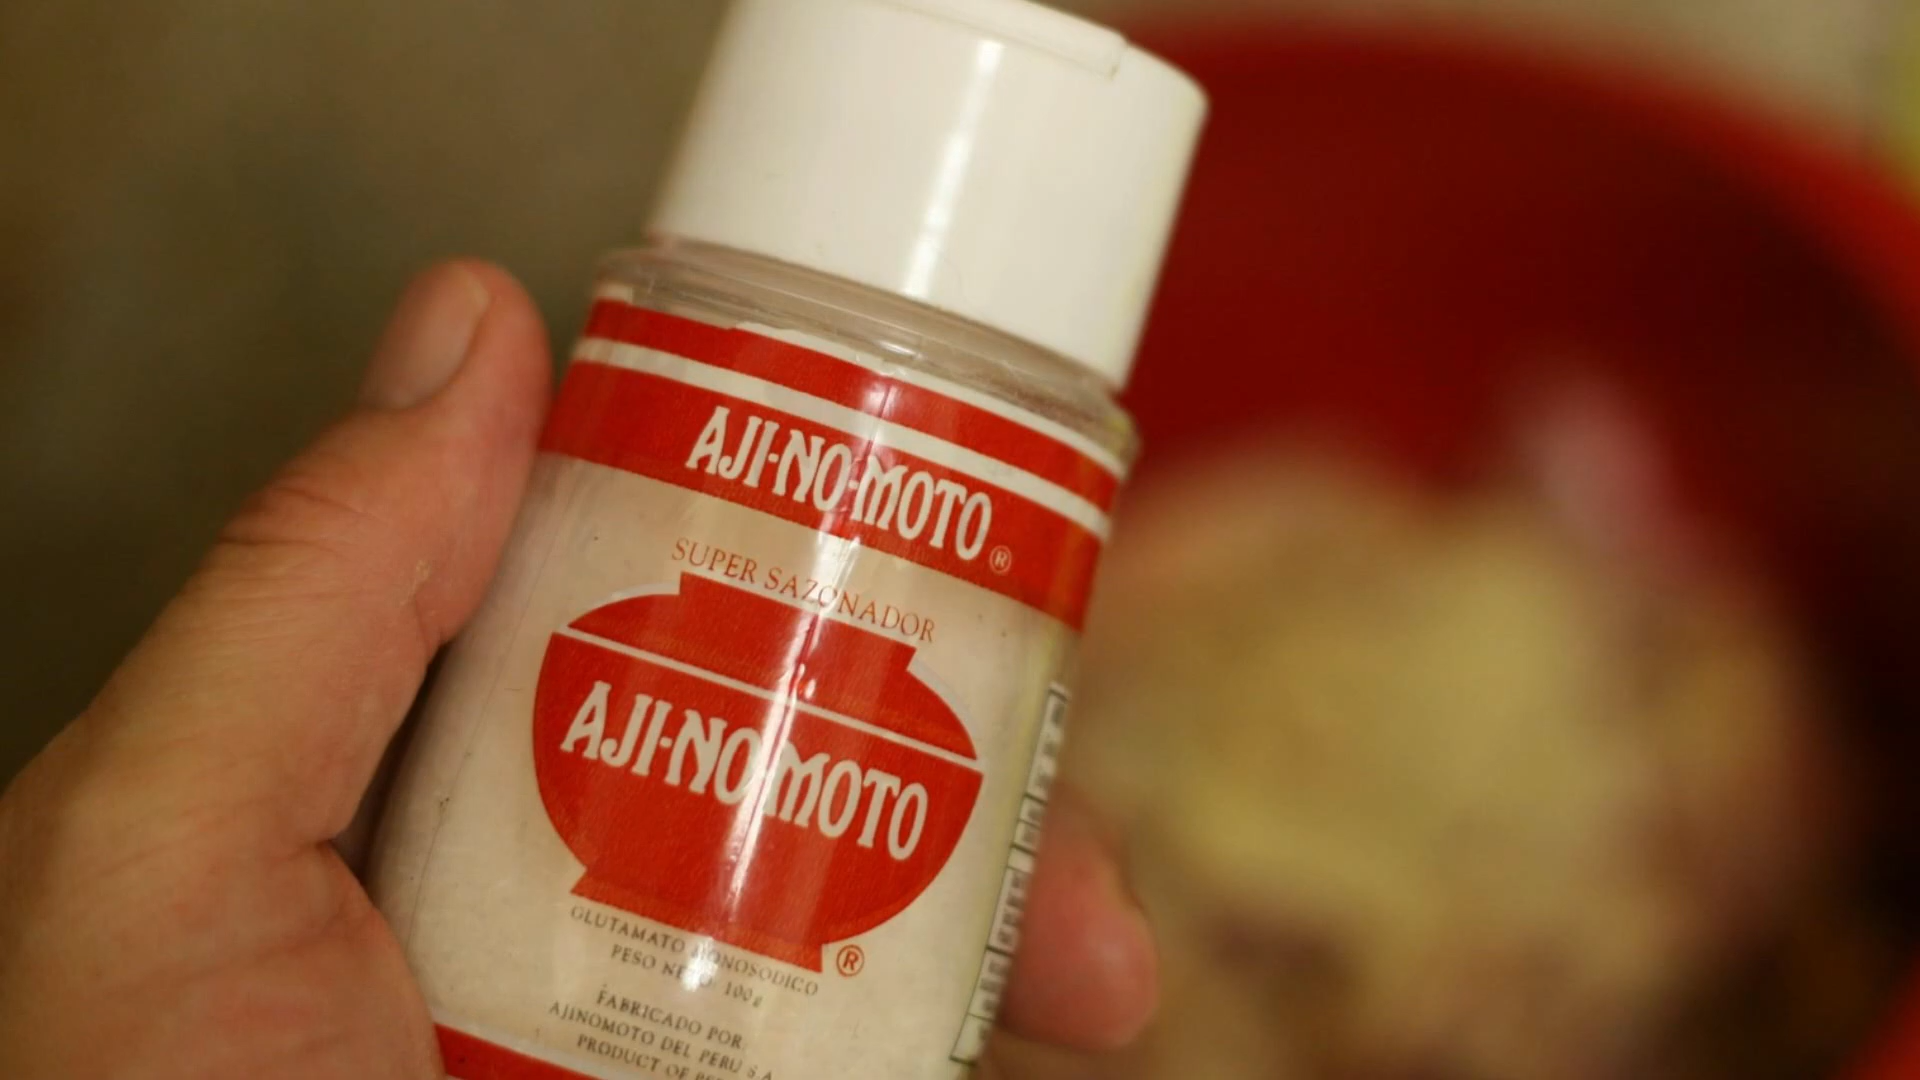 AJI-NO-MOTO®
SUPER SAZONADOR
AJI-NO-MOTO
®
GLUTAMATO MONOSODICO
PESO NETO: 100g
FABRICADO POR:
AJINOMOTO DEL PERU S.A.
PRODUCT OF